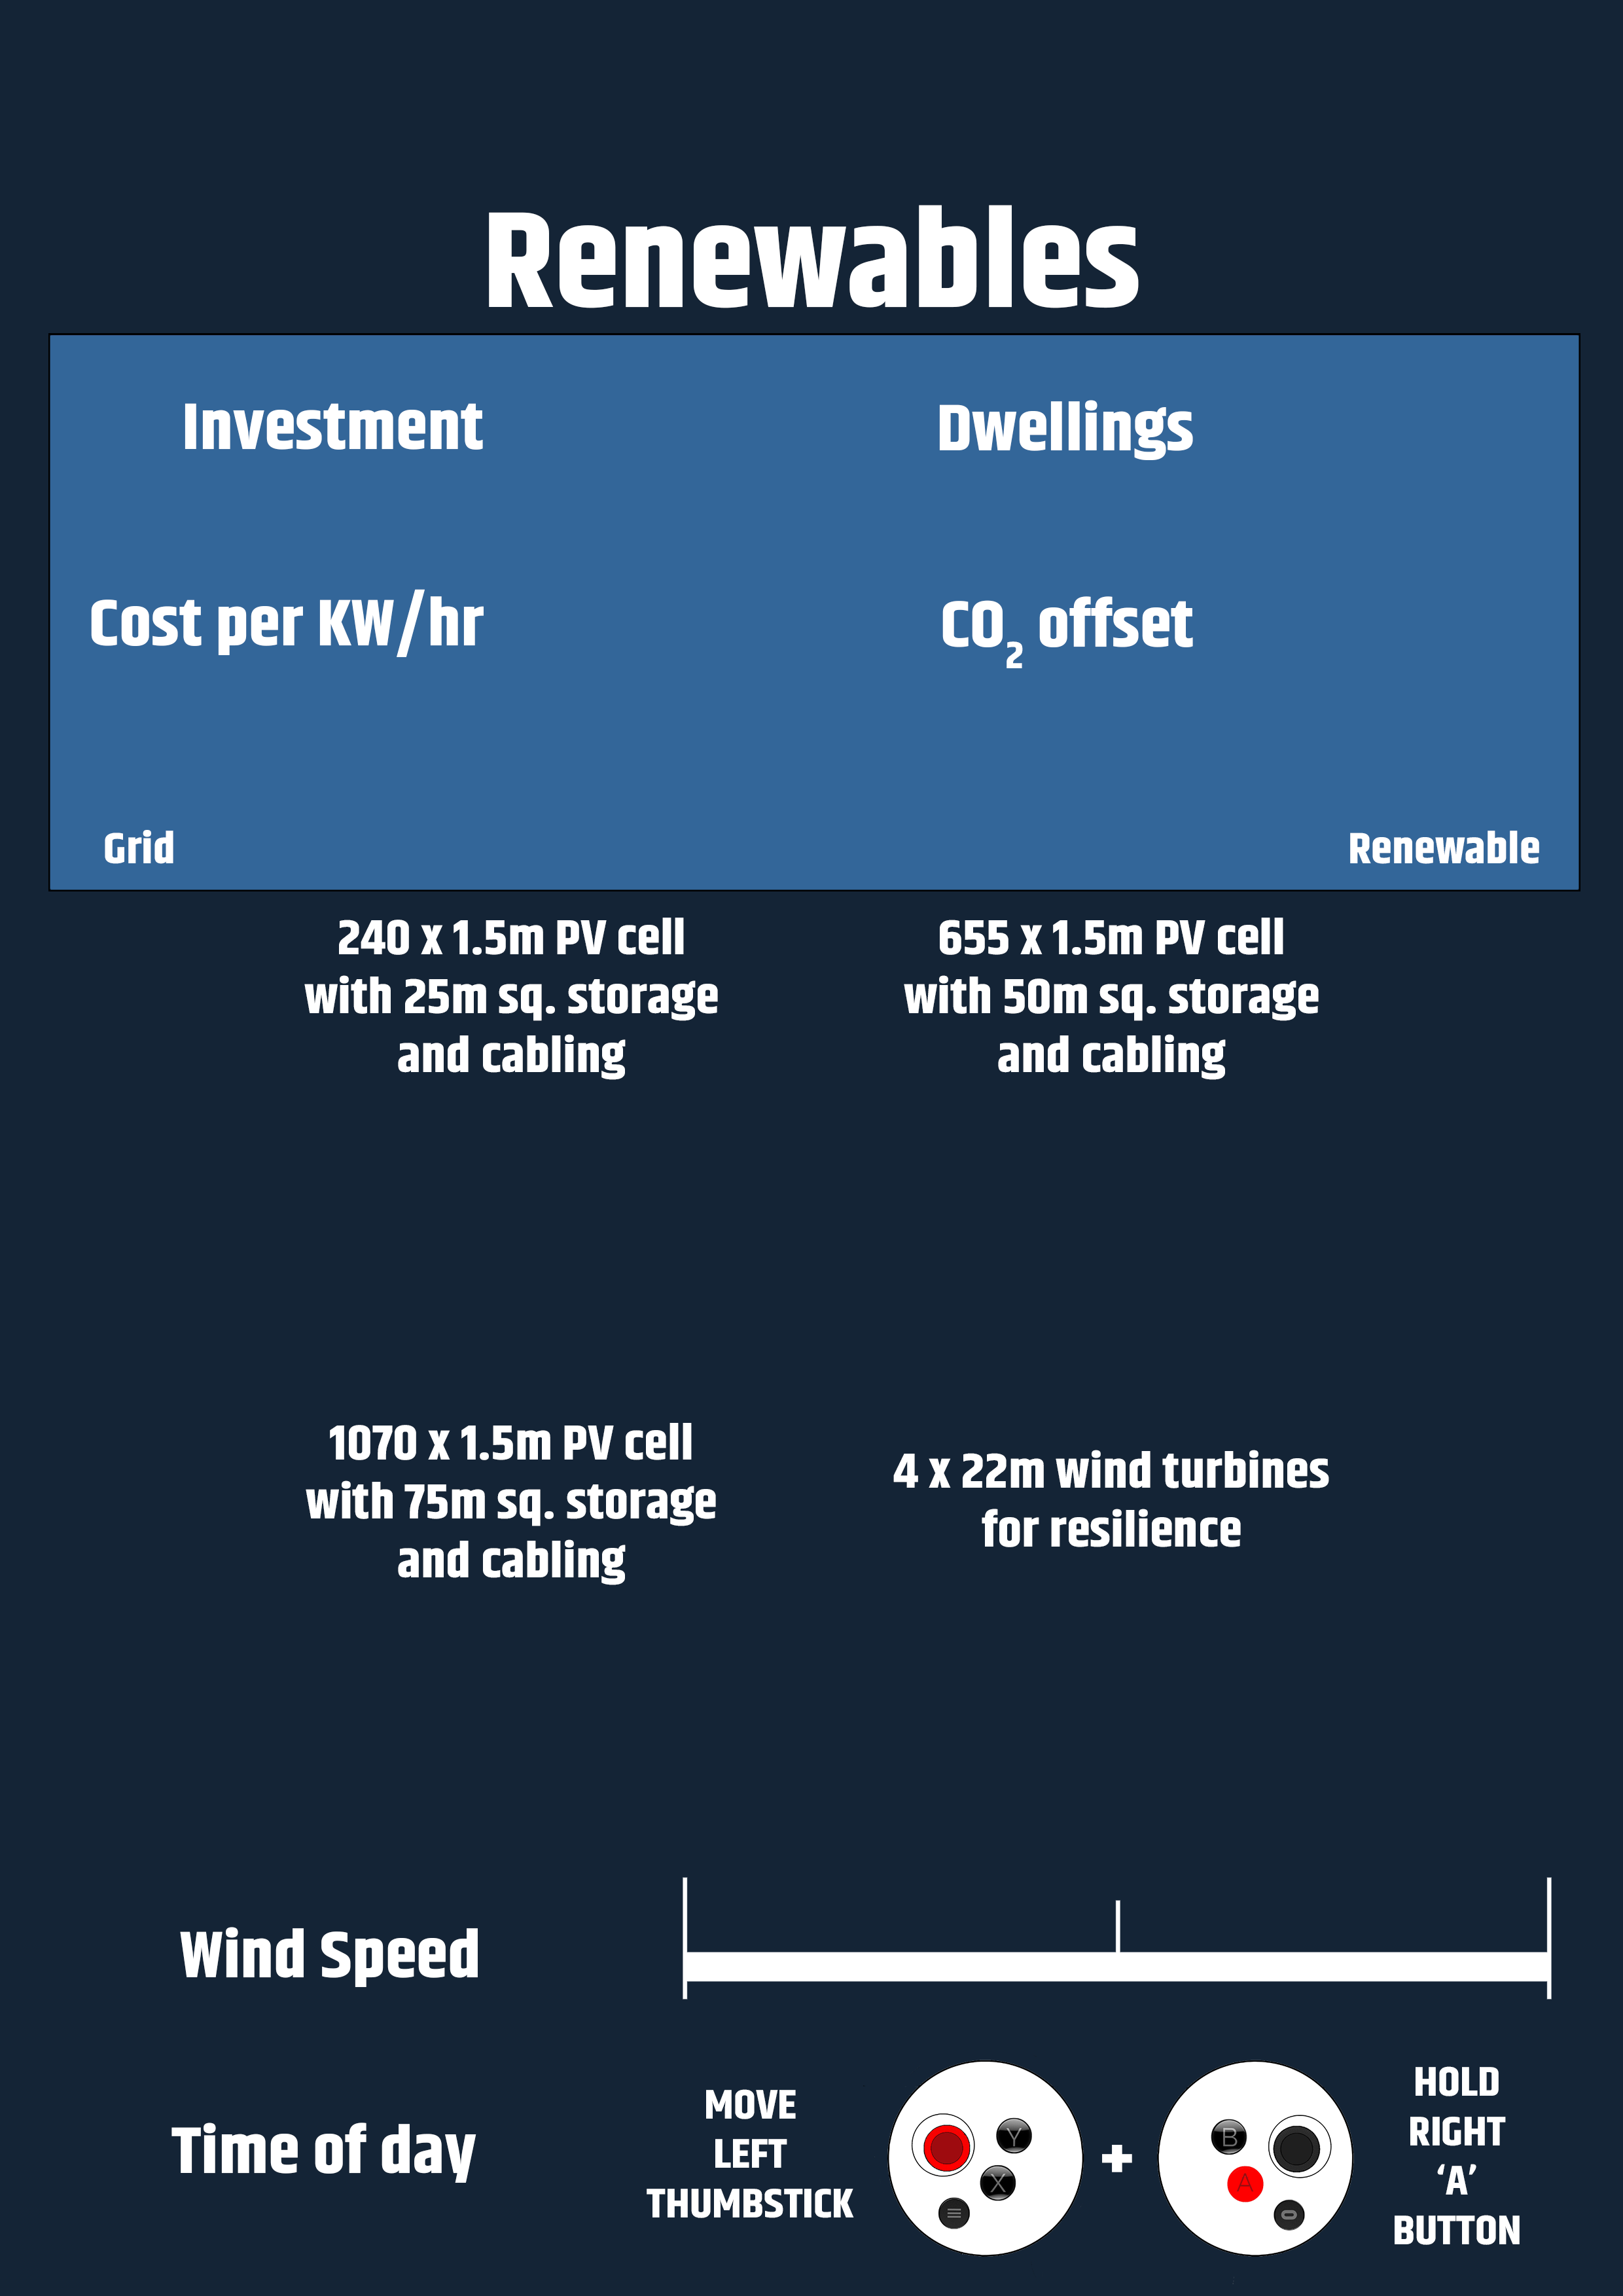 Renewables
Investment
Dwellings
Cost per KW/hr
CO₂ offset
Grid
Renewable
240 x 1.5m PV cell
with 25m sq. storage
and cabling
655 x 1.5m PV cell
with 50m sq. storage
and cabling
1070 x 1.5m PV cell
with 75m sq. storage
and cabling
4 x 22m wind turbines
for resilience
Wind Speed
Time of day
MOVE
LEFT
THUMBSTICK
Y
X
+
B
A
HOLD
RIGHT
‘A’
BUTTON